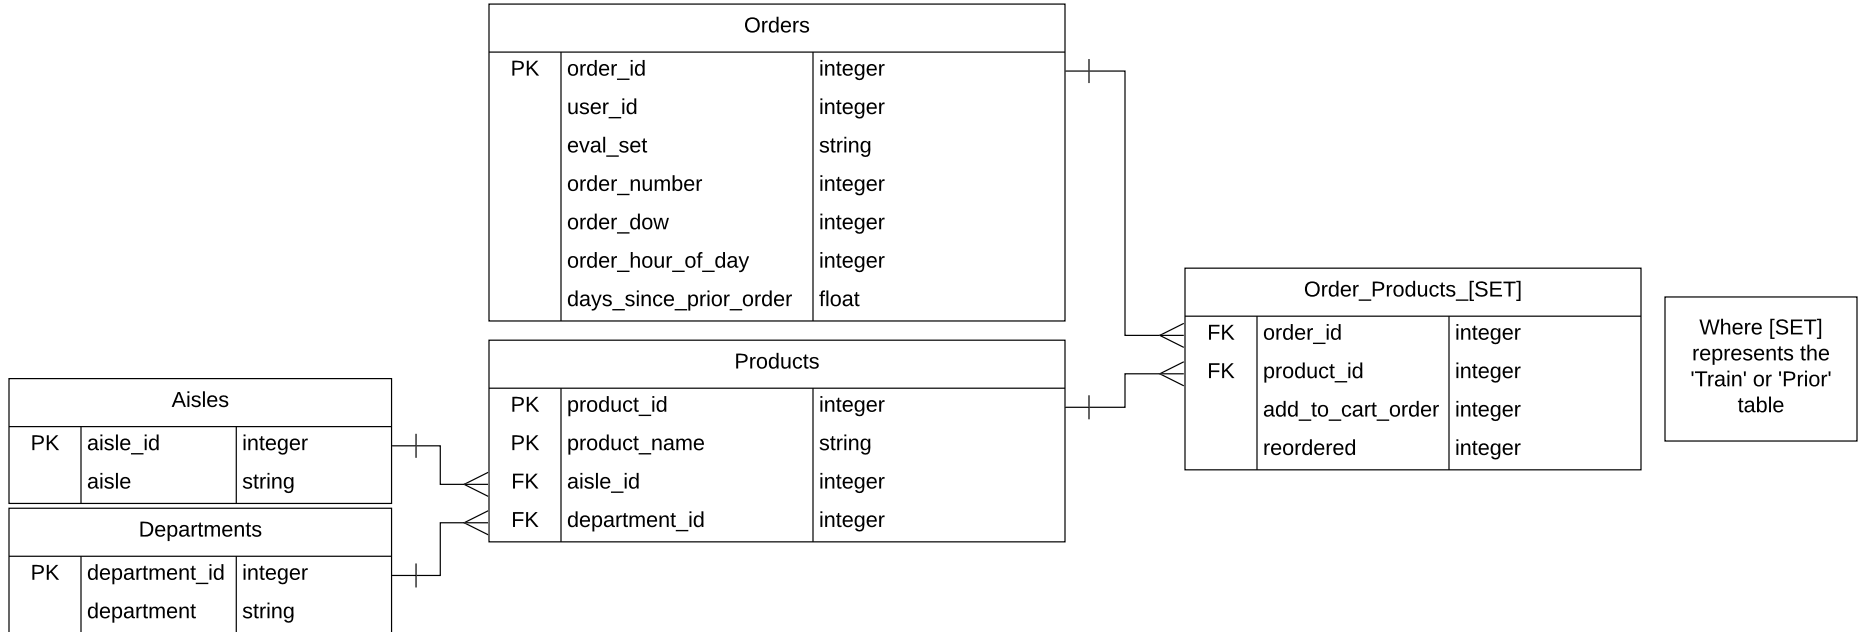 Orders
PK order_id integer
user_id integer
eval_set string
order_number integer
order_dow integer
order_hour_of_day integer
days_since_prior_order float
Order_Products_[SET]
FK order_id integer
FK product_id integer
add_to_cart_order integer
reordered integer
Where [SET]
represents the
'Train' or 'Prior'
table
Products
PK product_id integer
PK product_name string
FK aisle_id integer
FK department_id integer
Aisles
PK aisle_id integer
aisle string
Departments
PK department_id integer
department string